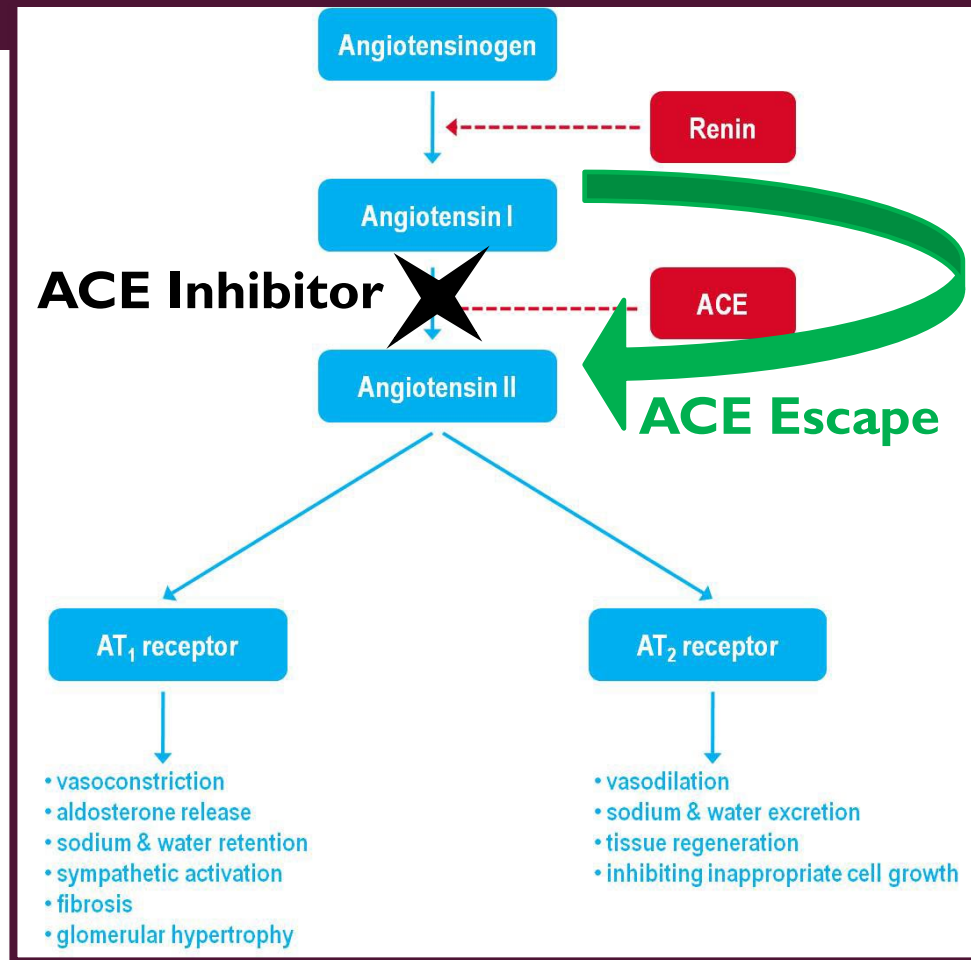 Angiotensinogen
Renin
Angiotensin I
ACE Inhibitor
ACE
Angiotensin II
ACE Escape
AT₁ receptor
AT₂ receptor
• vasoconstriction
• aldosterone release
• sodium & water retention
• sympathetic activation
• fibrosis
• glomerular hypertrophy
• vasodilation
• sodium & water excretion
• tissue regeneration
• inhibiting inappropriate cell growth